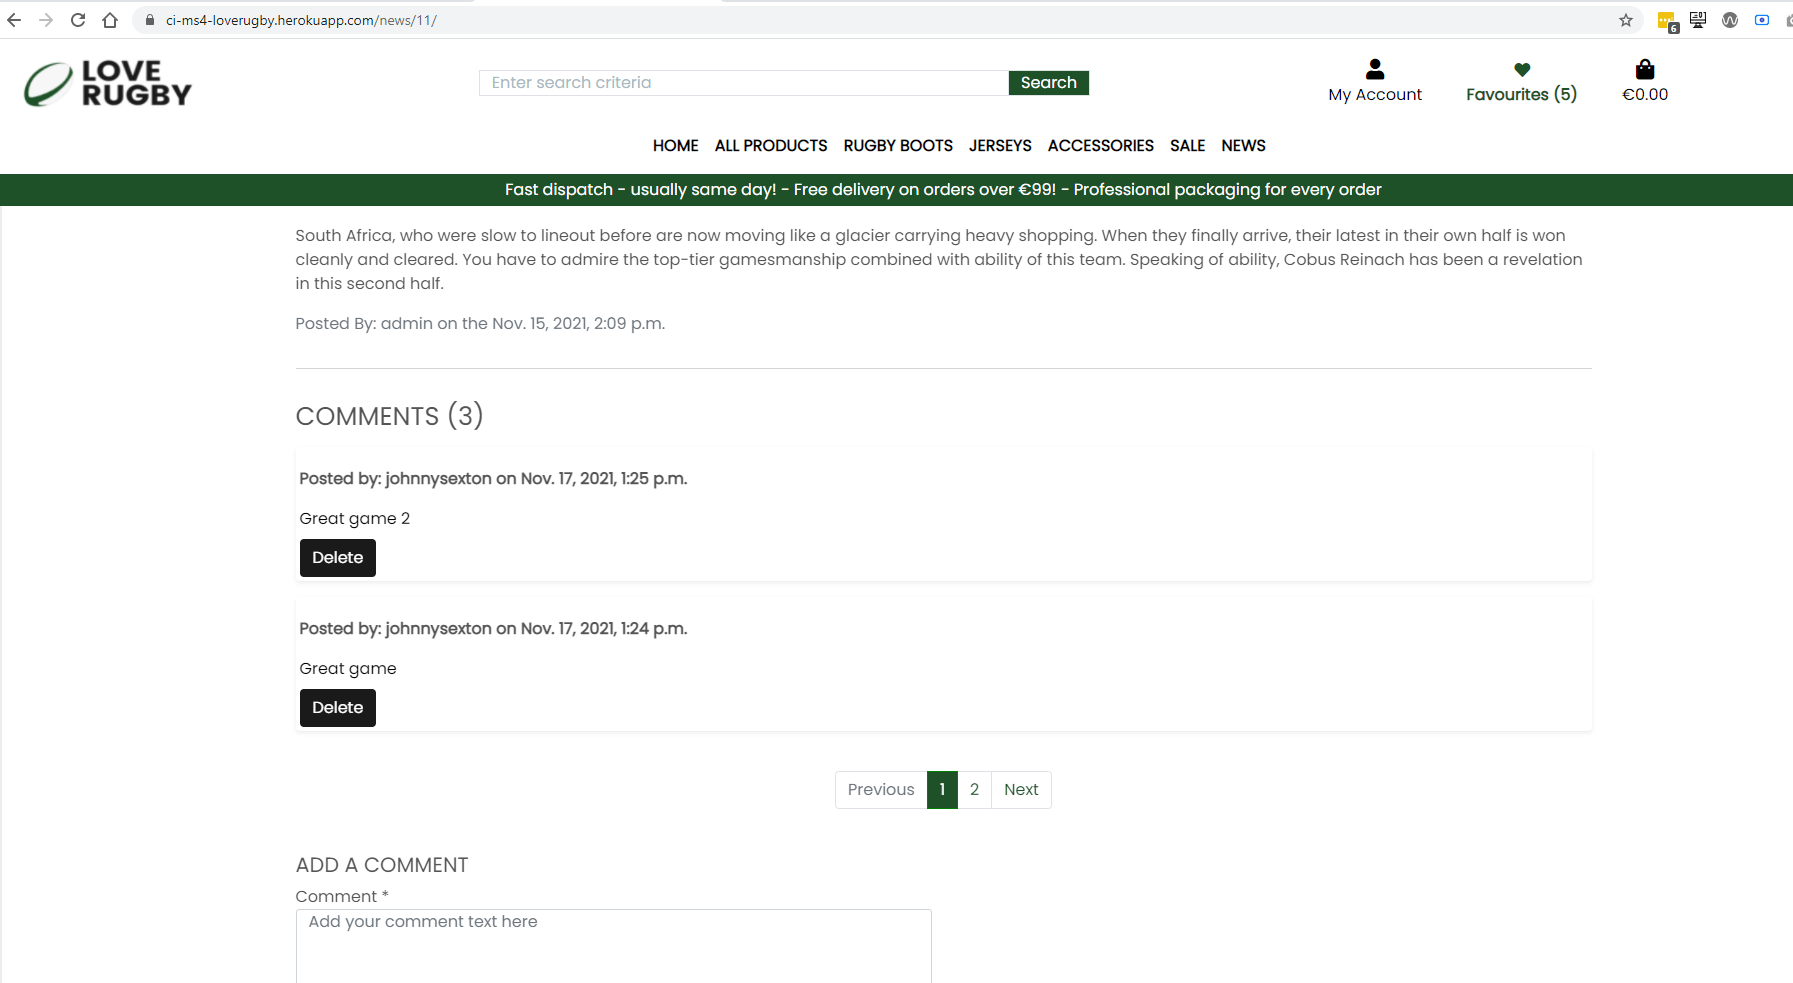 ci-ms4-loverugby.herokuapp.com/news/11/
6
LOVE
RUGBY
Enter search criteria
Search
My Account
Favourites (5)
€0.00
HOME ALL PRODUCTS RUGBY BOOTS JERSEYS ACCESSORIES SALE NEWS
Fast dispatch - usually same day! - Free delivery on orders over €99! - Professional packaging for every order
South Africa, who were slow to lineout before are now moving like a glacier carrying heavy shopping. When they finally arrive, their latest in their own half is won
cleanly and cleared. You have to admire the top-tier gamesmanship combined with ability of this team. Speaking of ability, Cobus Reinach has been a revelation
in this second half.
Posted By: admin on the Nov. 15, 2021, 2:09 p.m.
COMMENTS (3)
Posted by: johnnysexton on Nov. 17, 2021, 1:25 p.m.
Great game 2
Delete
Posted by: johnnysexton on Nov. 17, 2021, 1:24 p.m.
Great game
Delete
Previous 1 2 Next
ADD A COMMENT
Comment *
Add your comment text here